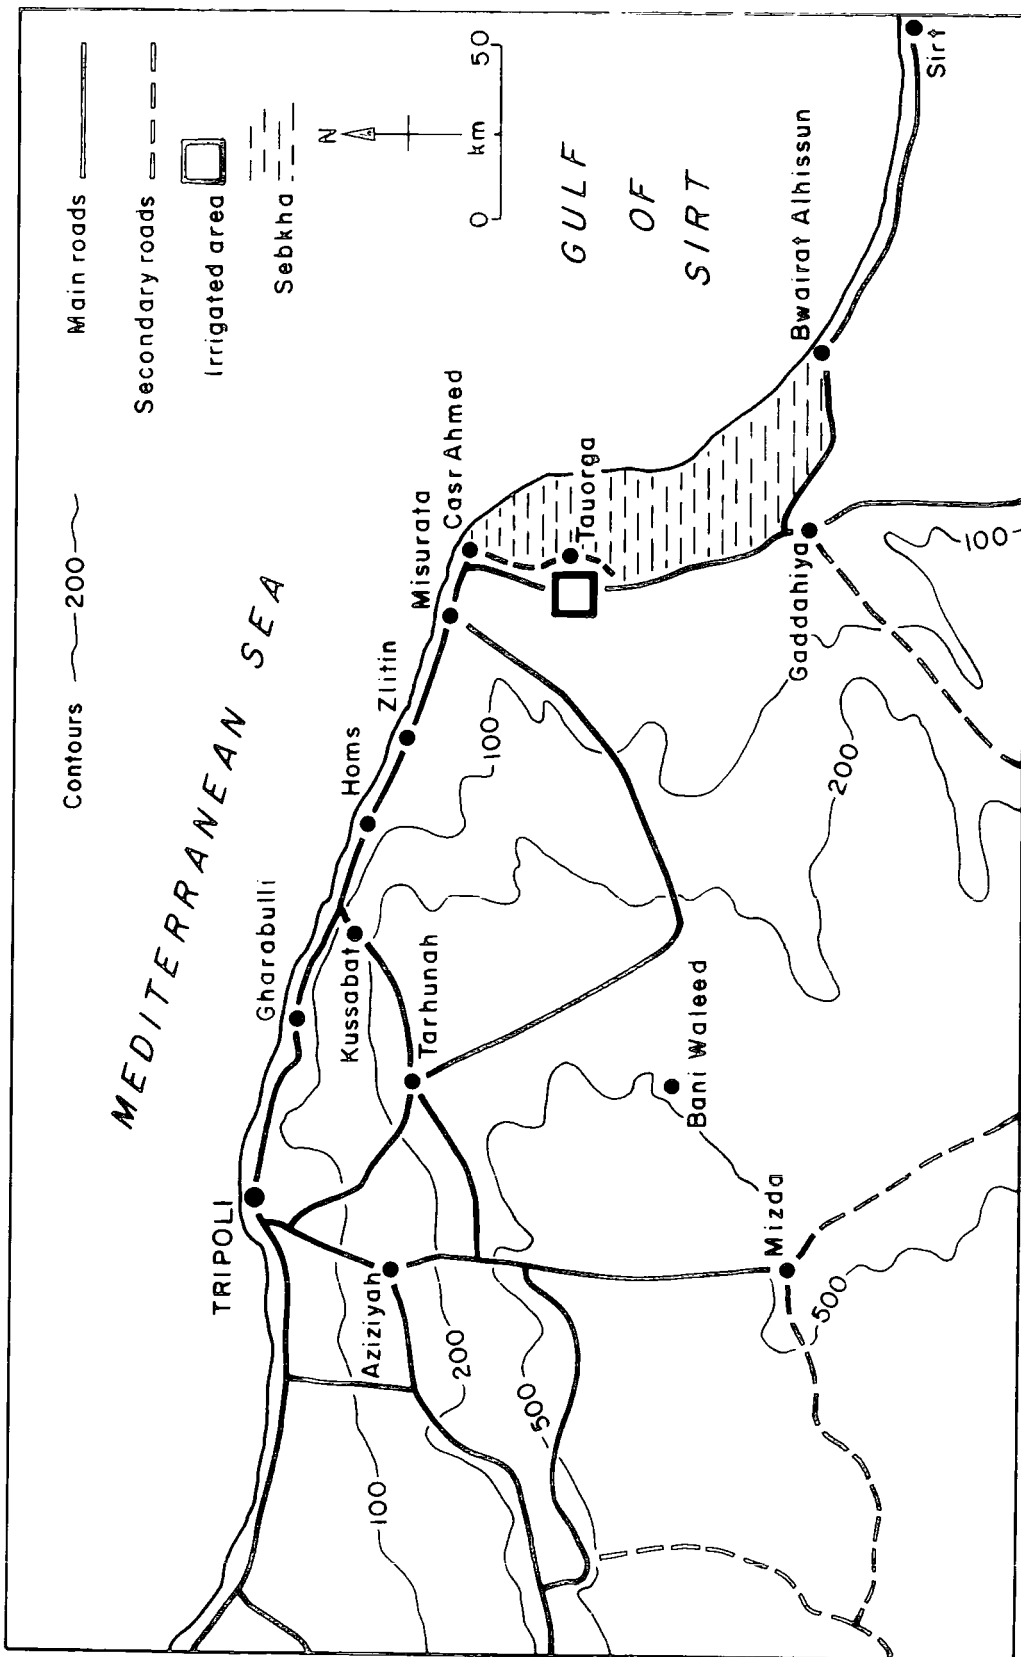 Contours 200
Main roads
Secondary roads
Irrigated area
Sebkha
N
0 km 50
MEDITERRANEAN SEA
GULF
OF
SIRT
TRIPOLI
Gharabulli
Homs
Zlitin
Misurata
Casr Ahmed
Kussabat
Tarhunah
Aziziyah
Tauorga
Bani Waleed
Mizda
Gaddahiya
Bwairat Alhissun
Sirt
100
200
500
100
200
500
100